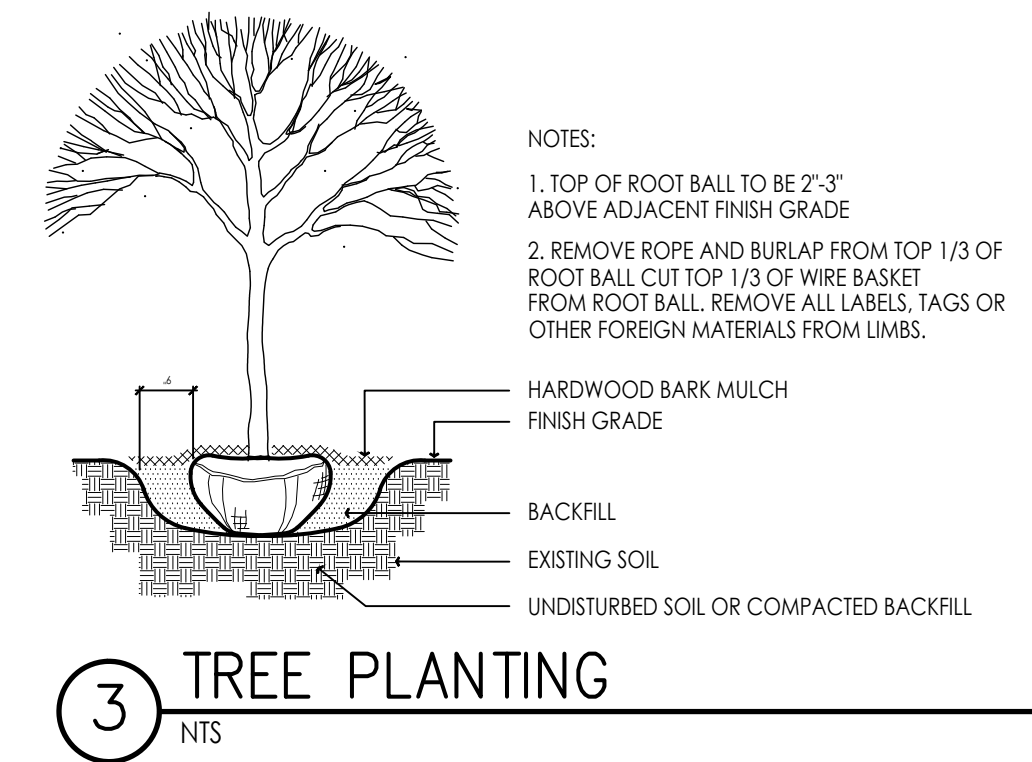 NOTES:
1. TOP OF ROOT BALL TO BE 2"-3"
ABOVE ADJACENT FINISH GRADE
2. REMOVE ROPE AND BURLAP FROM TOP 1/3 OF
ROOT BALL CUT TOP 1/3 OF WIRE BASKET
FROM ROOT BALL. REMOVE ALL LABELS, TAGS OR
OTHER FOREIGN MATERIALS FROM LIMBS.
HARDWOOD BARK MULCH
FINISH GRADE
BACKFILL
EXISTING SOIL
UNDISTURBED SOIL OR COMPACTED BACKFILL
3 TREE PLANTING
NTS